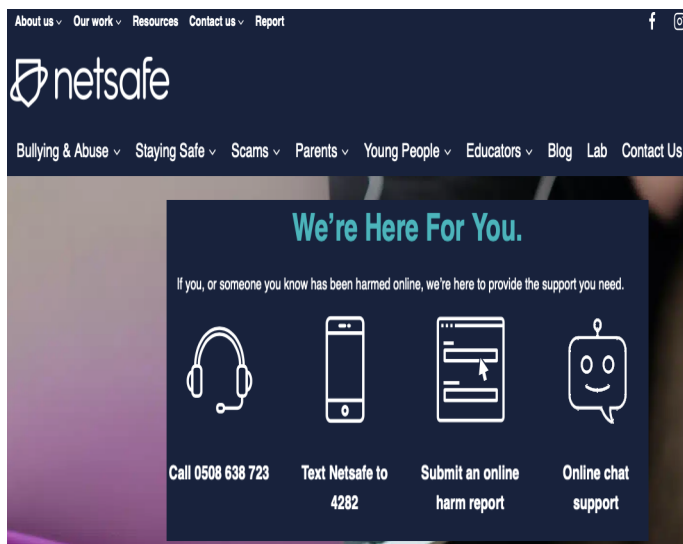 About us Our work Resources Contact us Report
netsafe
Bullying & Abuse Staying Safe Scams Parents Young People Educators Blog Lab Contact Us
We're Here For You.
If you, or someone you know has been harmed online, we're here to provide the support you need.
Call 0508 638 723 Text Netsafe to Submit an online Online chat
4282 harm report support